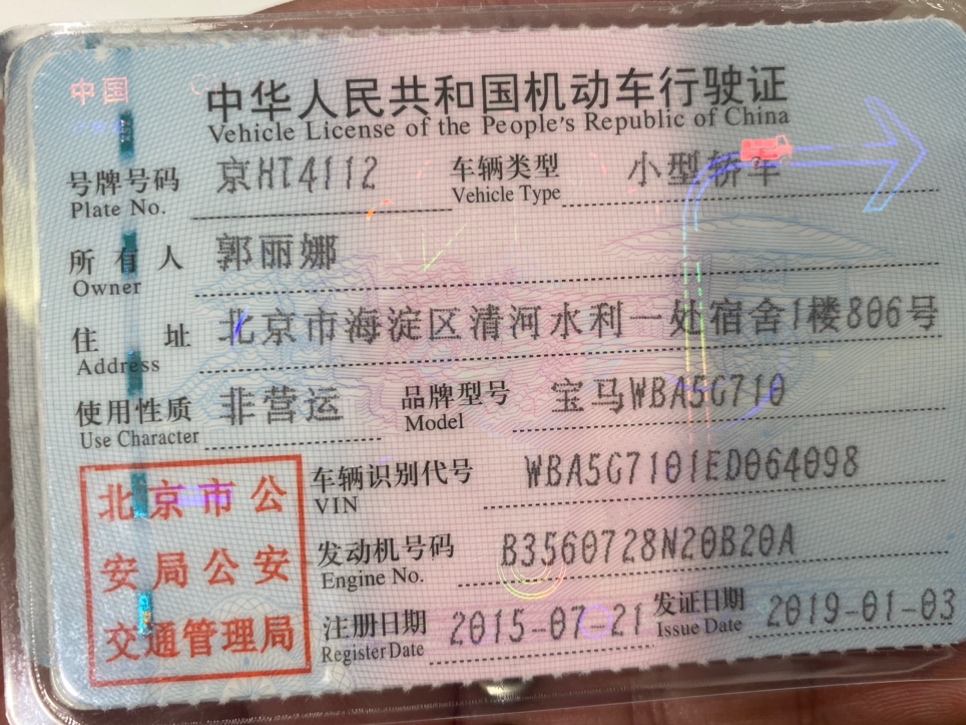 中国
中华人民共和国机动车行驶证
Vehicle License of the People's Republic of China
号牌号码 京HT4112 车辆类型 小型轿车
Plate No. Vehicle Type
所有人 郭丽娜
Owner
住址 北京市海淀区清河水利一处宿舍1楼806号
Address
使用性质 非营运 品牌型号 宝马WBA5G710
Use Character Model
北京市公
安局公安
交通管理局
车辆识别代号 WBA5G7101ED064098
VIN
发动机号码 B3560728N20B20A
Engine No.
注册日期 2015-07-21 发证日期 2019-01-03
Register Date Issue Date